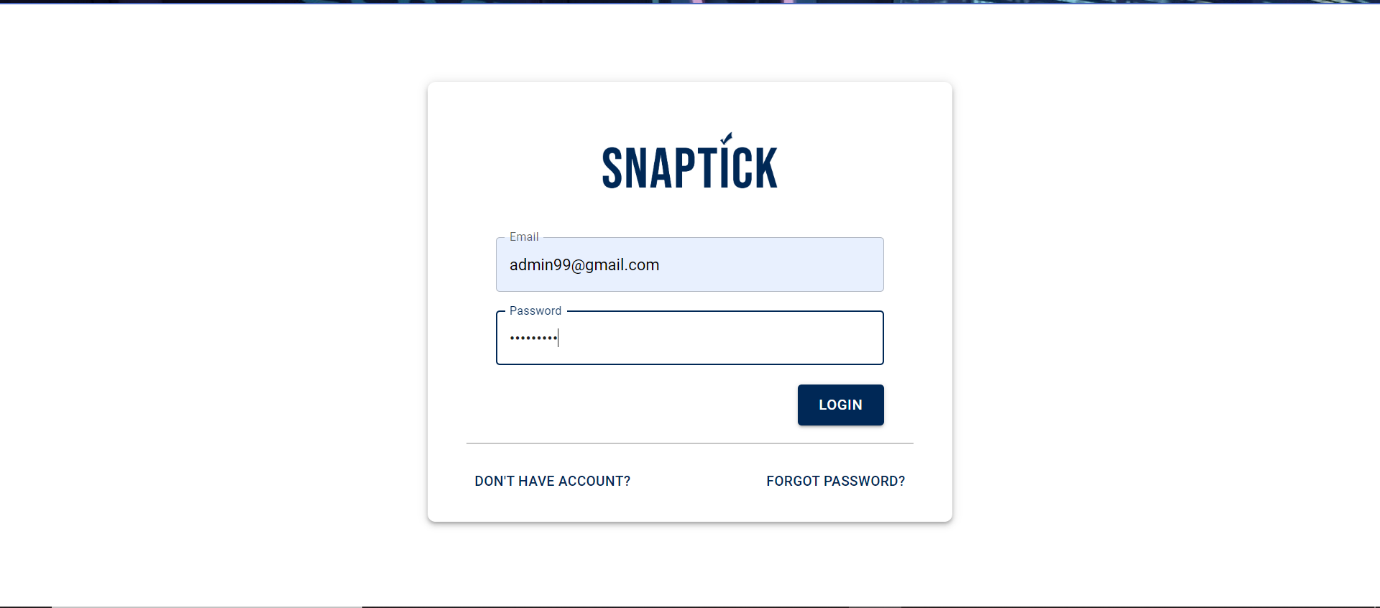 SNAPTICK
Email
admin99@gmail.com
Password
•••••••••
LOGIN
DON'T HAVE ACCOUNT?
FORGOT PASSWORD?